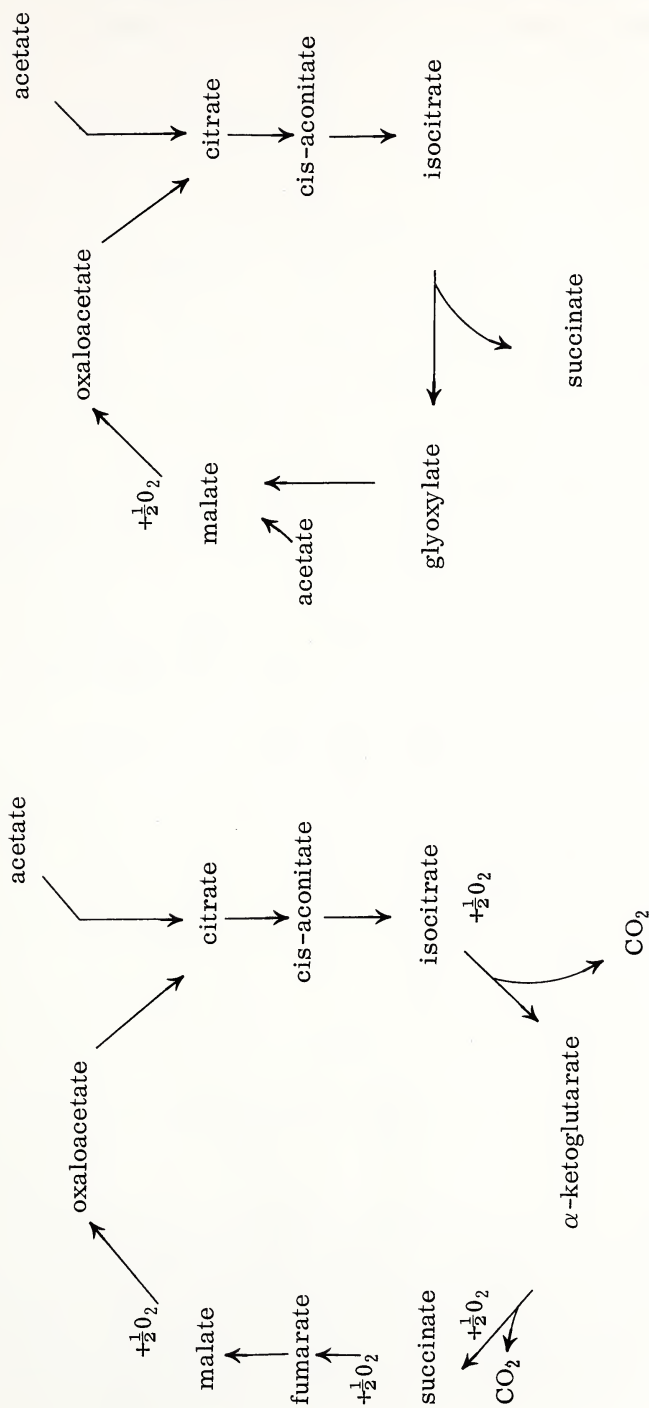 acetate
oxaloacetate
citrate
+½O₂
malate
cis-aconitate
fumarate
+½O₂
isocitrate
+½O₂
succinate
+½O₂
CO₂
α-ketoglutarate
CO₂
acetate
oxaloacetate
citrate
+½O₂
malate
cis-aconitate
acetate
isocitrate
glyoxylate
succinate